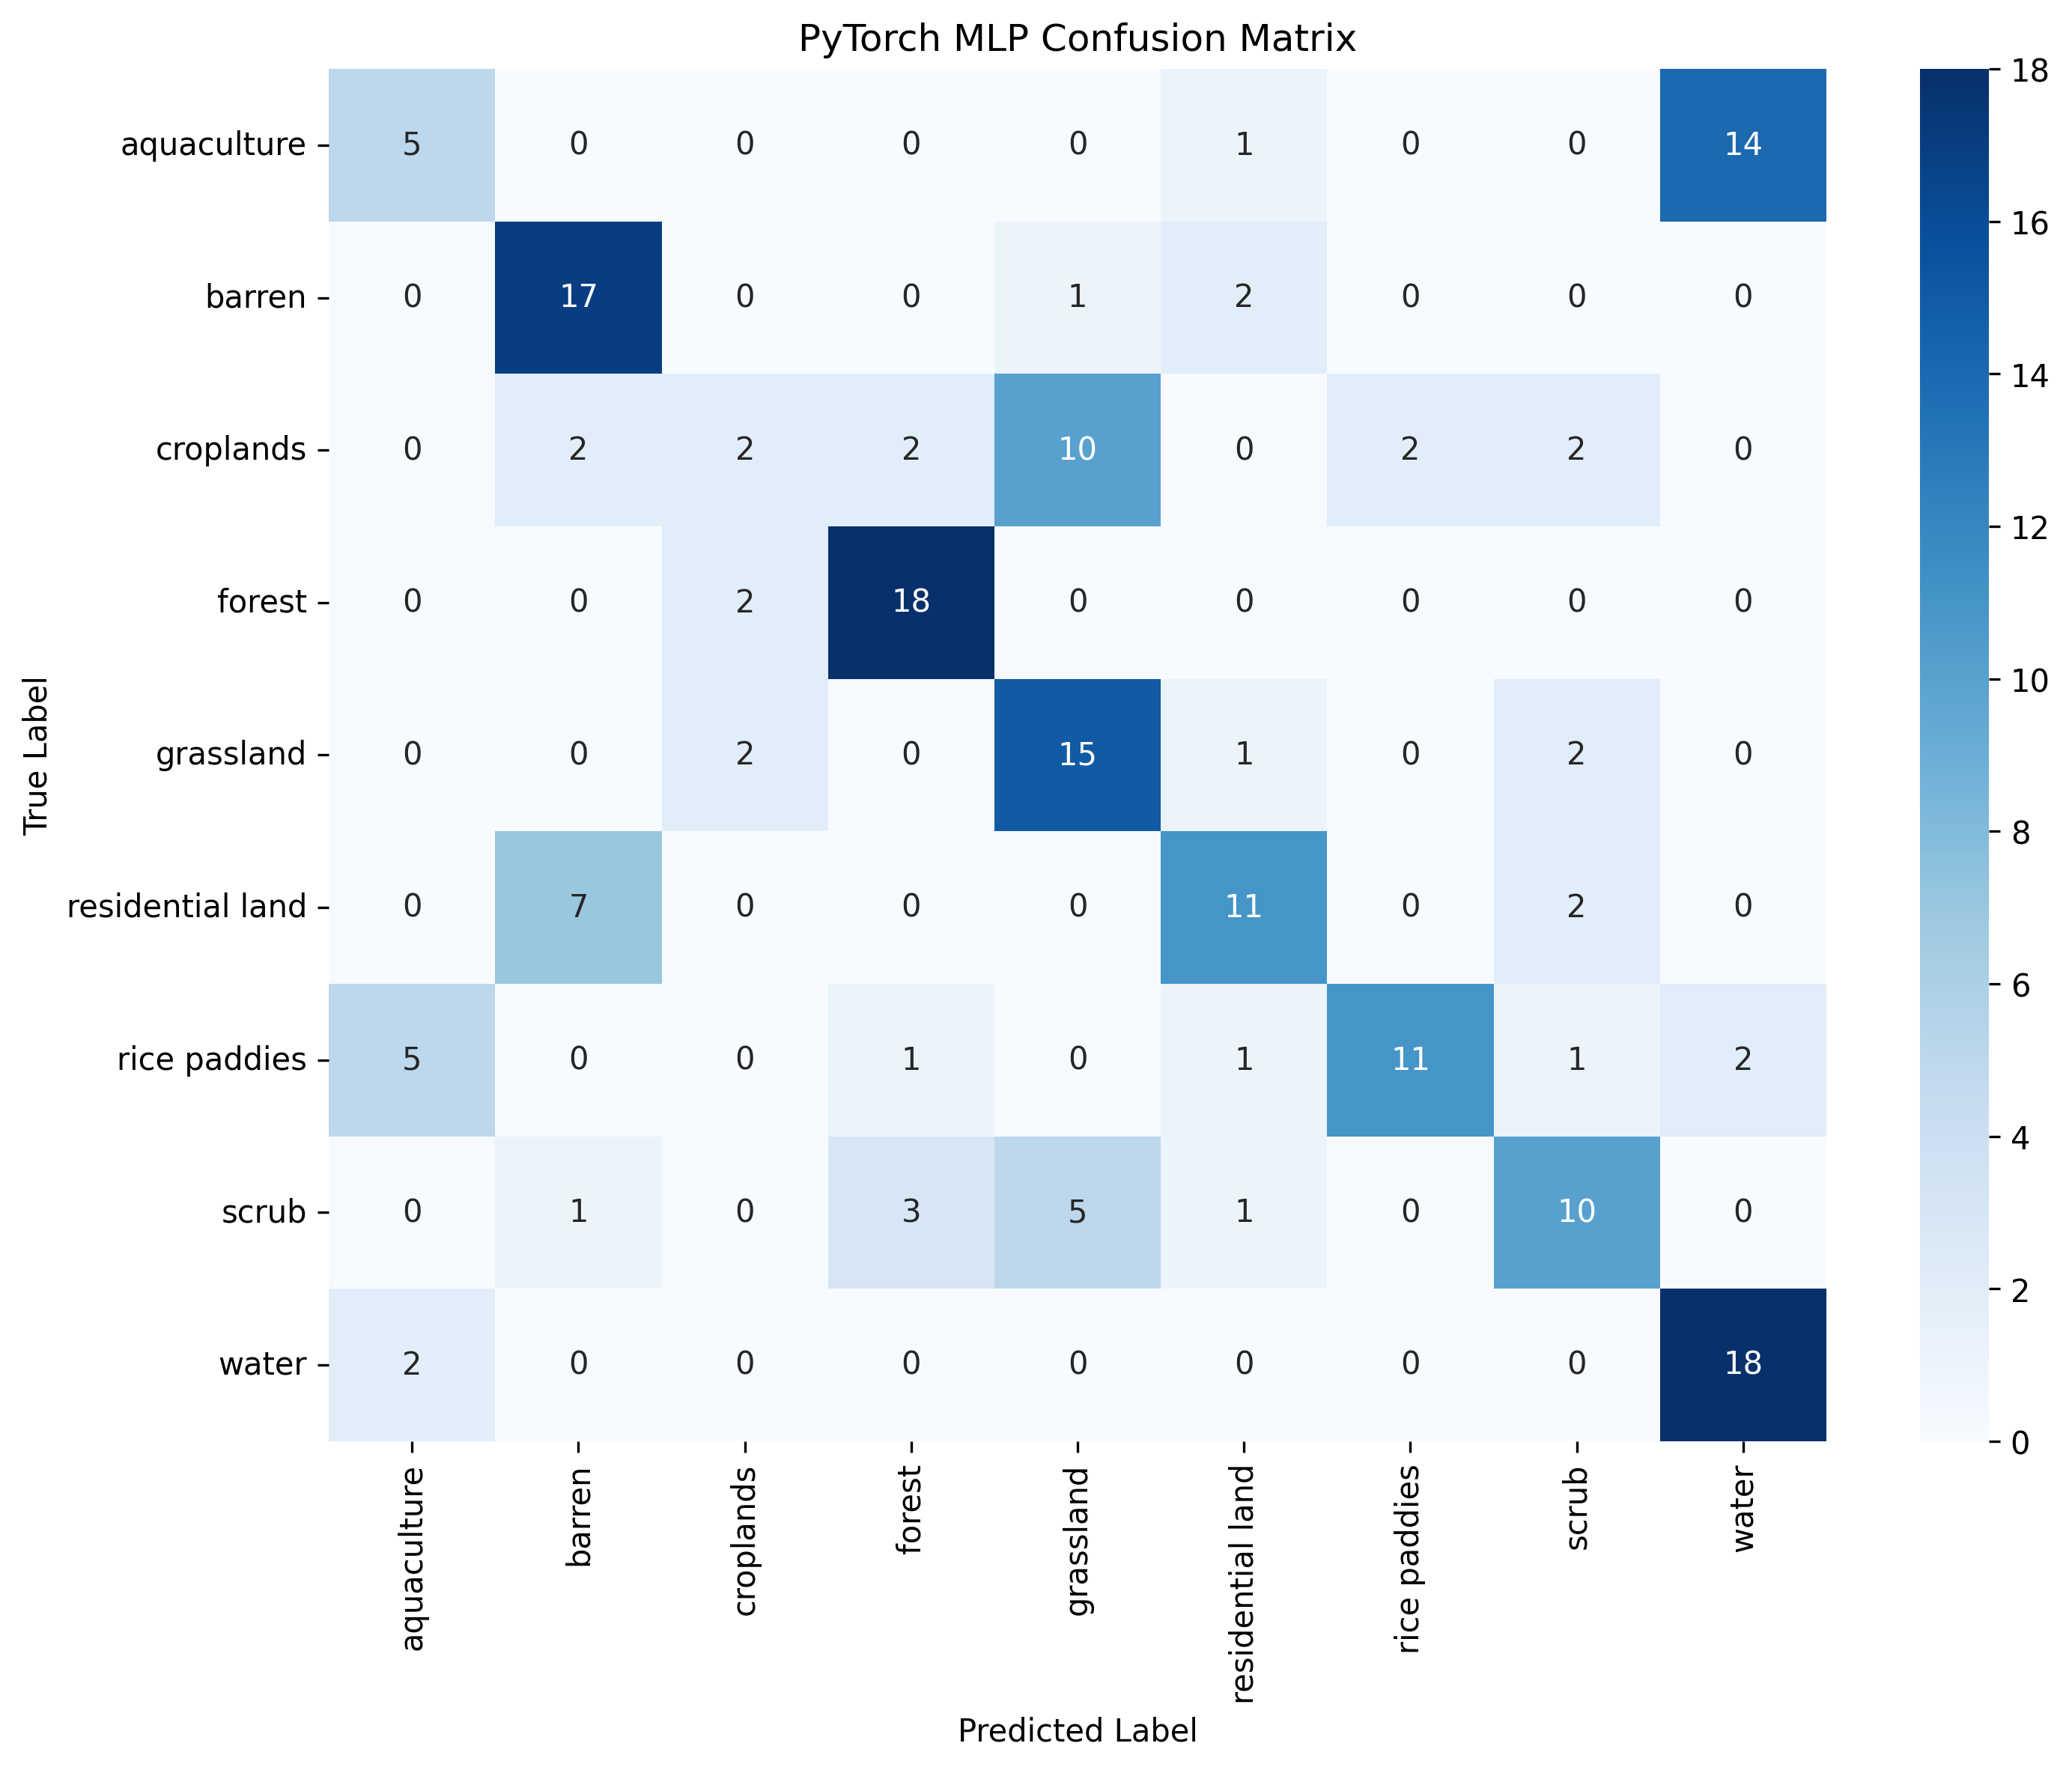 PyTorch MLP Confusion Matrix
aquaculture 5 0 0 0 0 1 0 0 14
barren 0 17 0 0 1 2 0 0 0
croplands 0 2 2 2 10 0 2 2 0
forest 0 0 2 18 0 0 0 0 0
grassland 0 0 2 0 15 1 0 2 0
residential land 0 7 0 0 0 11 0 2 0
rice paddies 5 0 0 1 0 1 11 1 2
scrub 0 1 0 3 5 1 0 10 0
water 2 0 0 0 0 0 0 0 18
True Label
aquaculture barren croplands forest grassland residential land rice paddies scrub water
Predicted Label
18
16
14
12
10
8
6
4
2
0